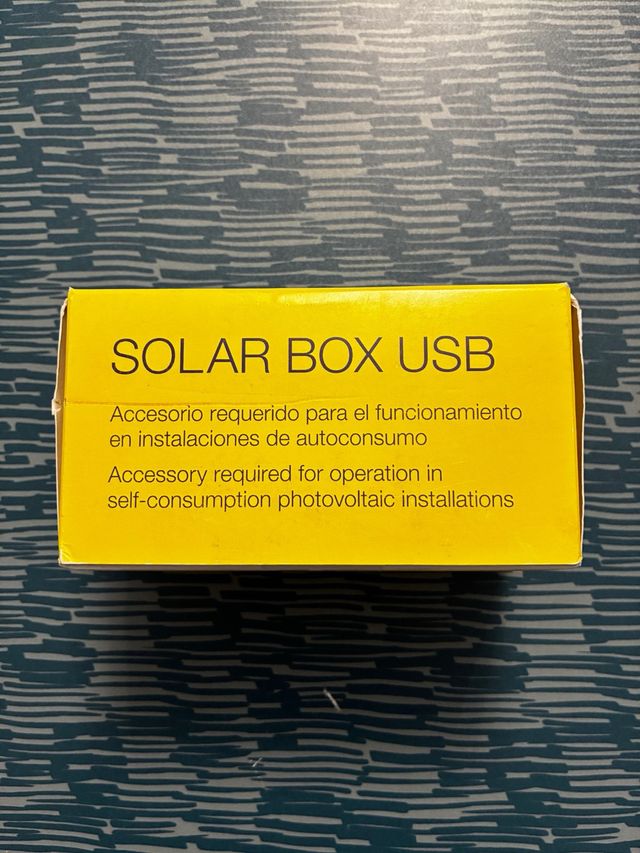 SOLAR BOX USB
Accesorio requerido para el funcionamiento
en instalaciones de autoconsumo
Accessory required for operation in
self-consumption photovoltaic installations